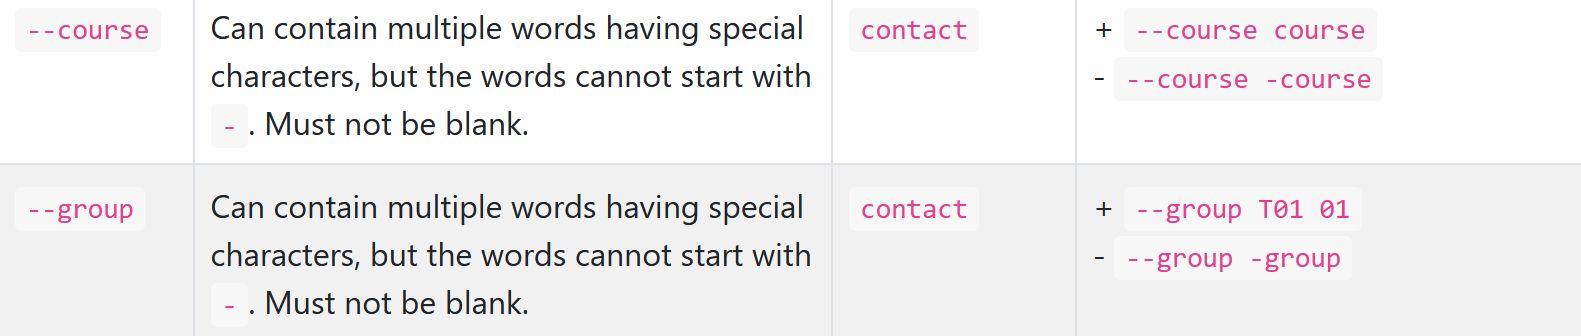 --course Can contain multiple words having special contact + --course course
characters, but the words cannot start with - --course -course
-. Must not be blank.
--group Can contain multiple words having special contact + --group T01 01
characters, but the words cannot start with - --group -group
-. Must not be blank.